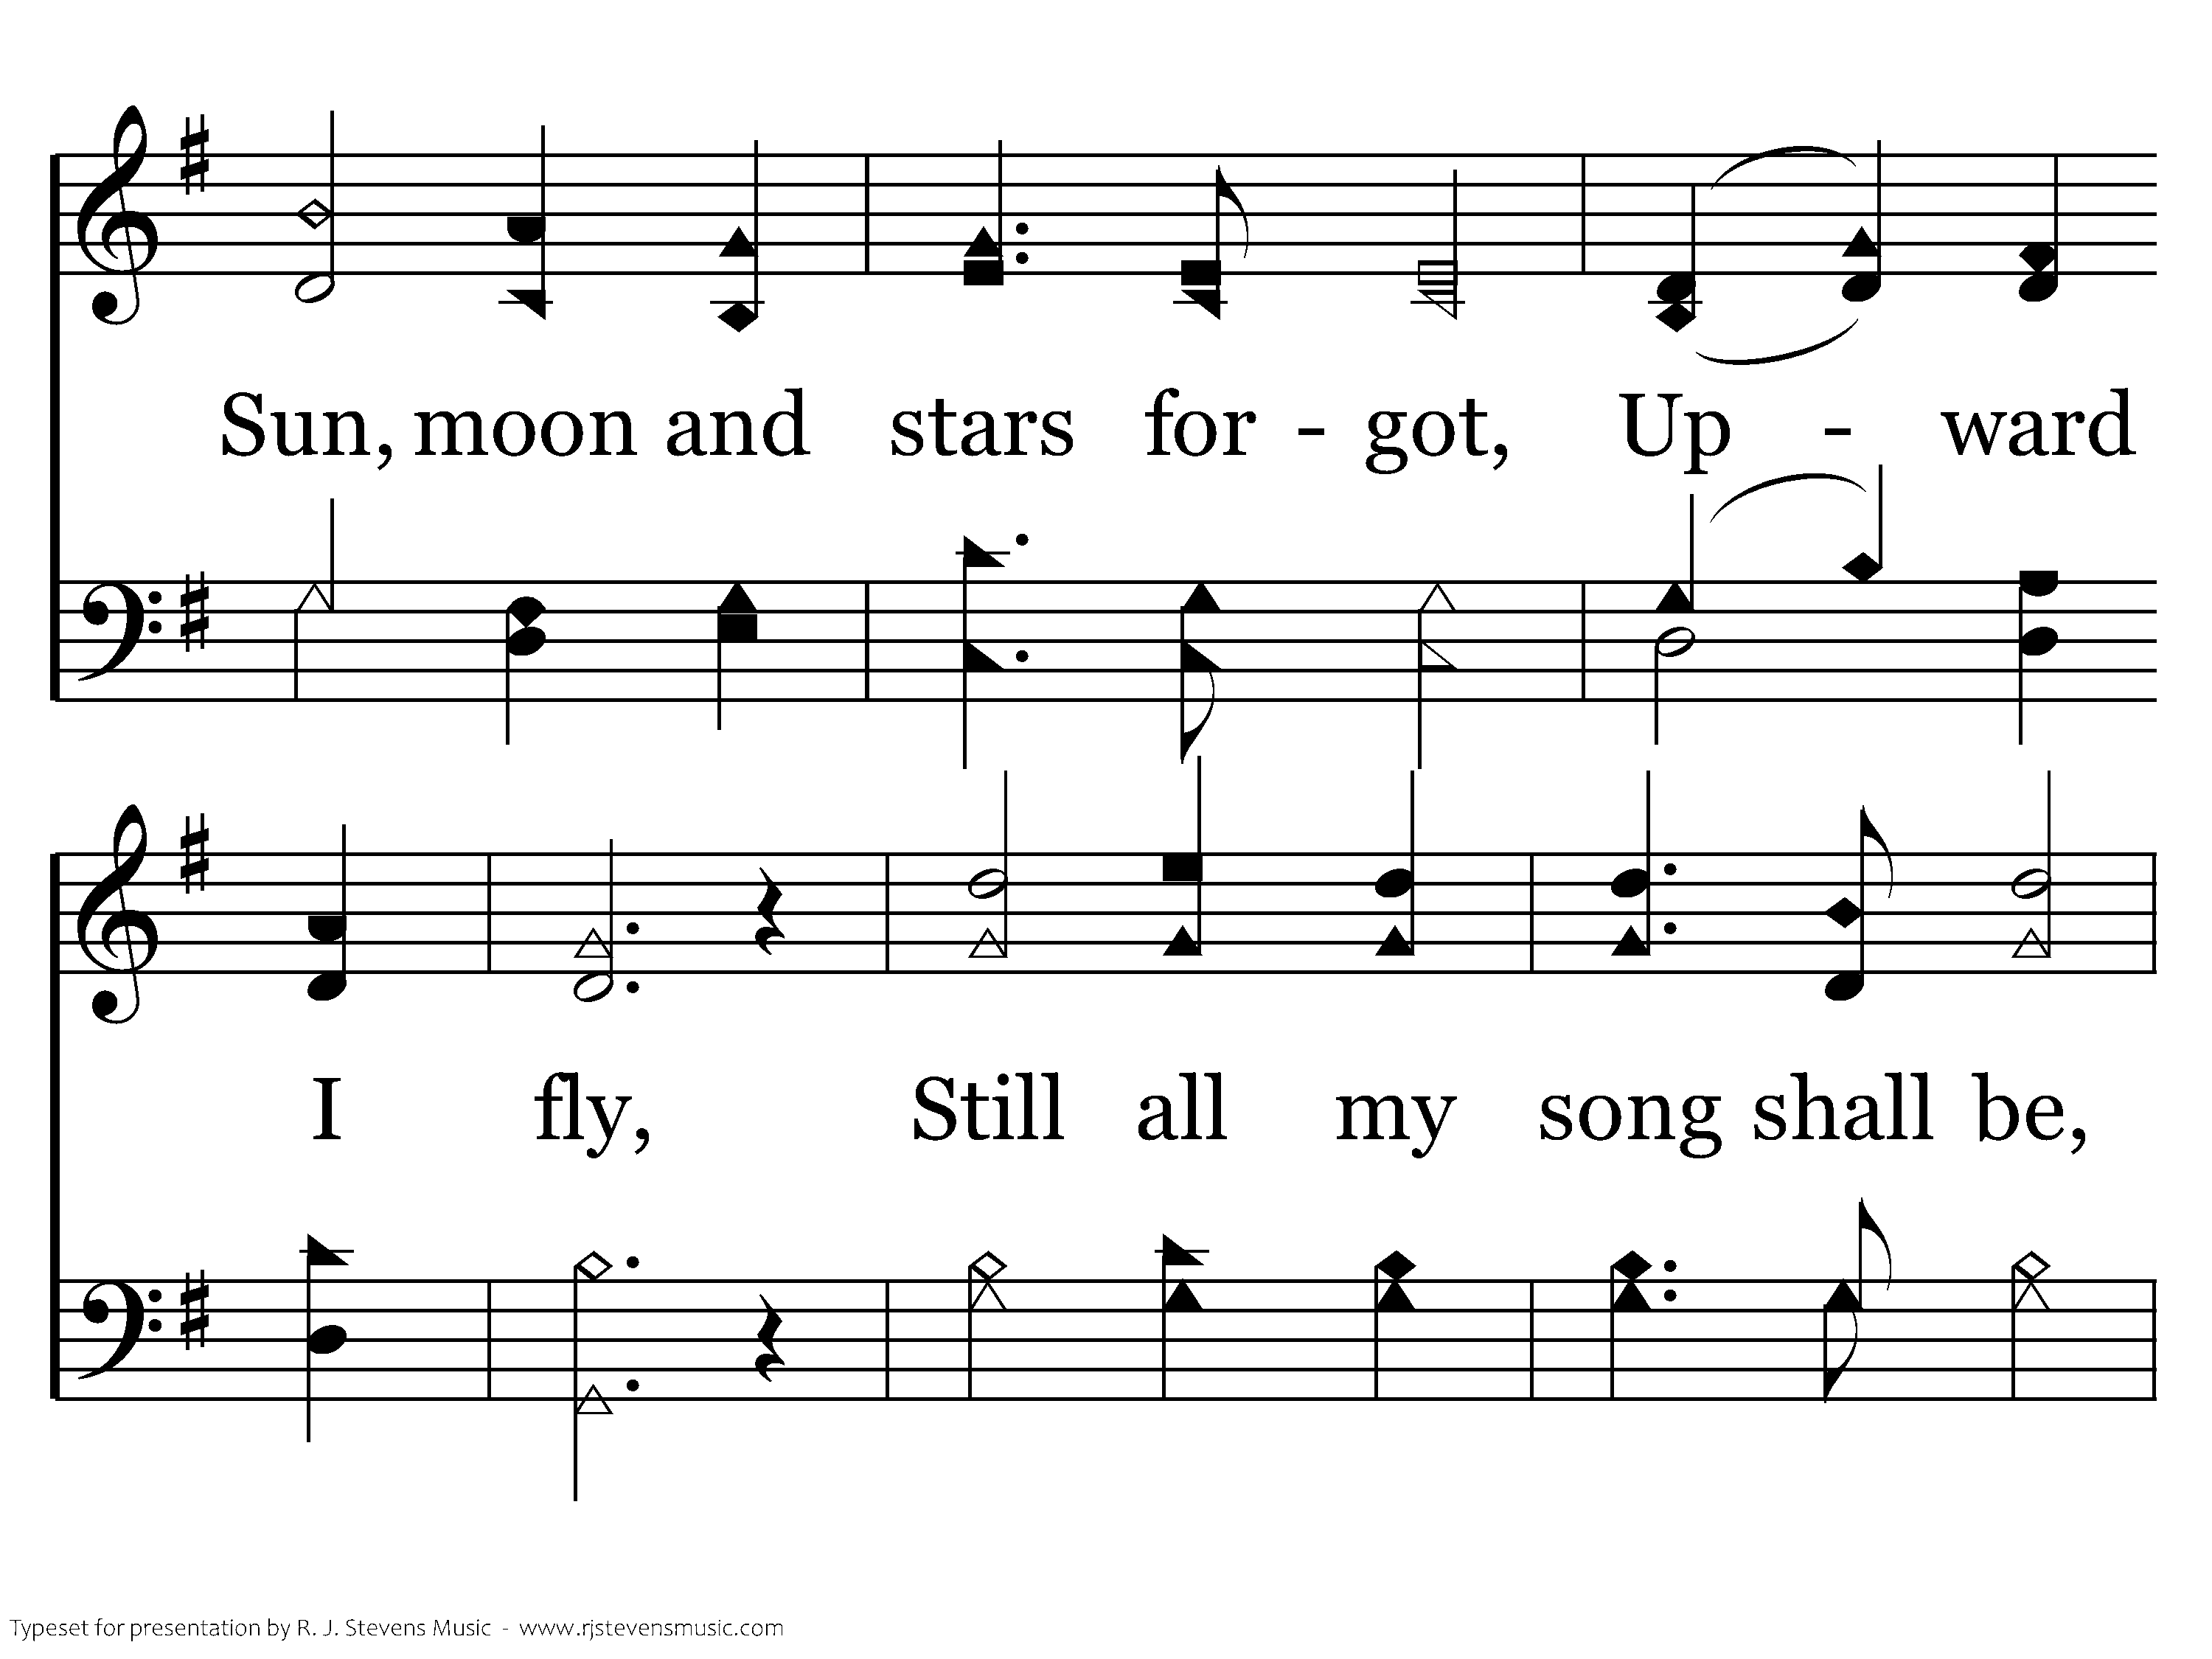 Sun, moon and stars for - got, Up - ward
I fly, Still all my song shall be,
Typeset for presentation by R. J. Stevens Music - www.rjstevensmusic.com